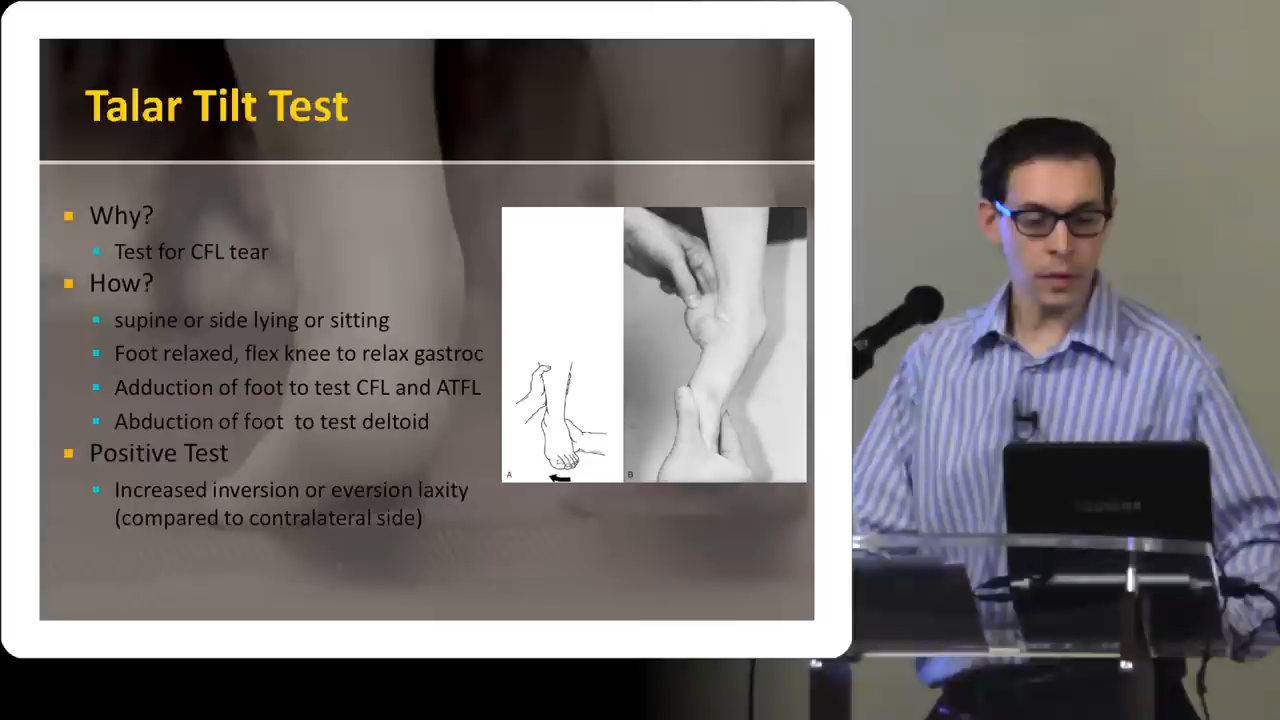 Talar Tilt Test
Why?
Test for CFL tear
How?
supine or side lying or sitting
Foot relaxed, flex knee to relax gastroc
Adduction of foot to test CFL and ATFL
Abduction of foot  to test deltoid
Positive Test
Increased inversion or eversion laxity
(compared to contralateral side)
A
B
TOSHIBA